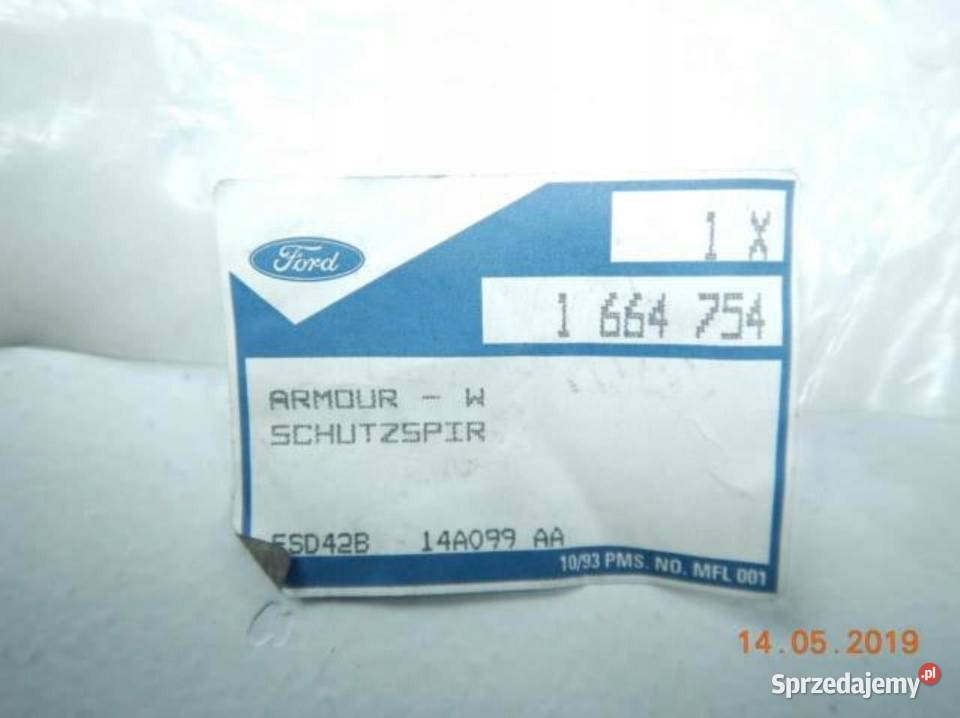 Ford
1 X
1 664 754
ARMOUR - W
SCHUTZSPIR
14A099 AA
10/93 PMS. NO. MFL 001
14.05.2019
Sprzedajemy.pl